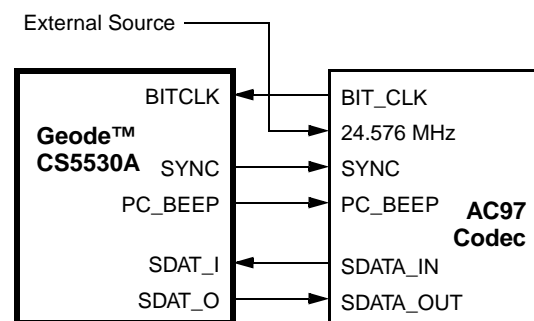 External Source
BITCLK
BIT_CLK
Geode™
CS5530A
24.576 MHz
SYNC
SYNC
PC_BEEP
PC_BEEP
AC97
Codec
SDAT_I
SDATA_IN
SDAT_O
SDATA_OUT